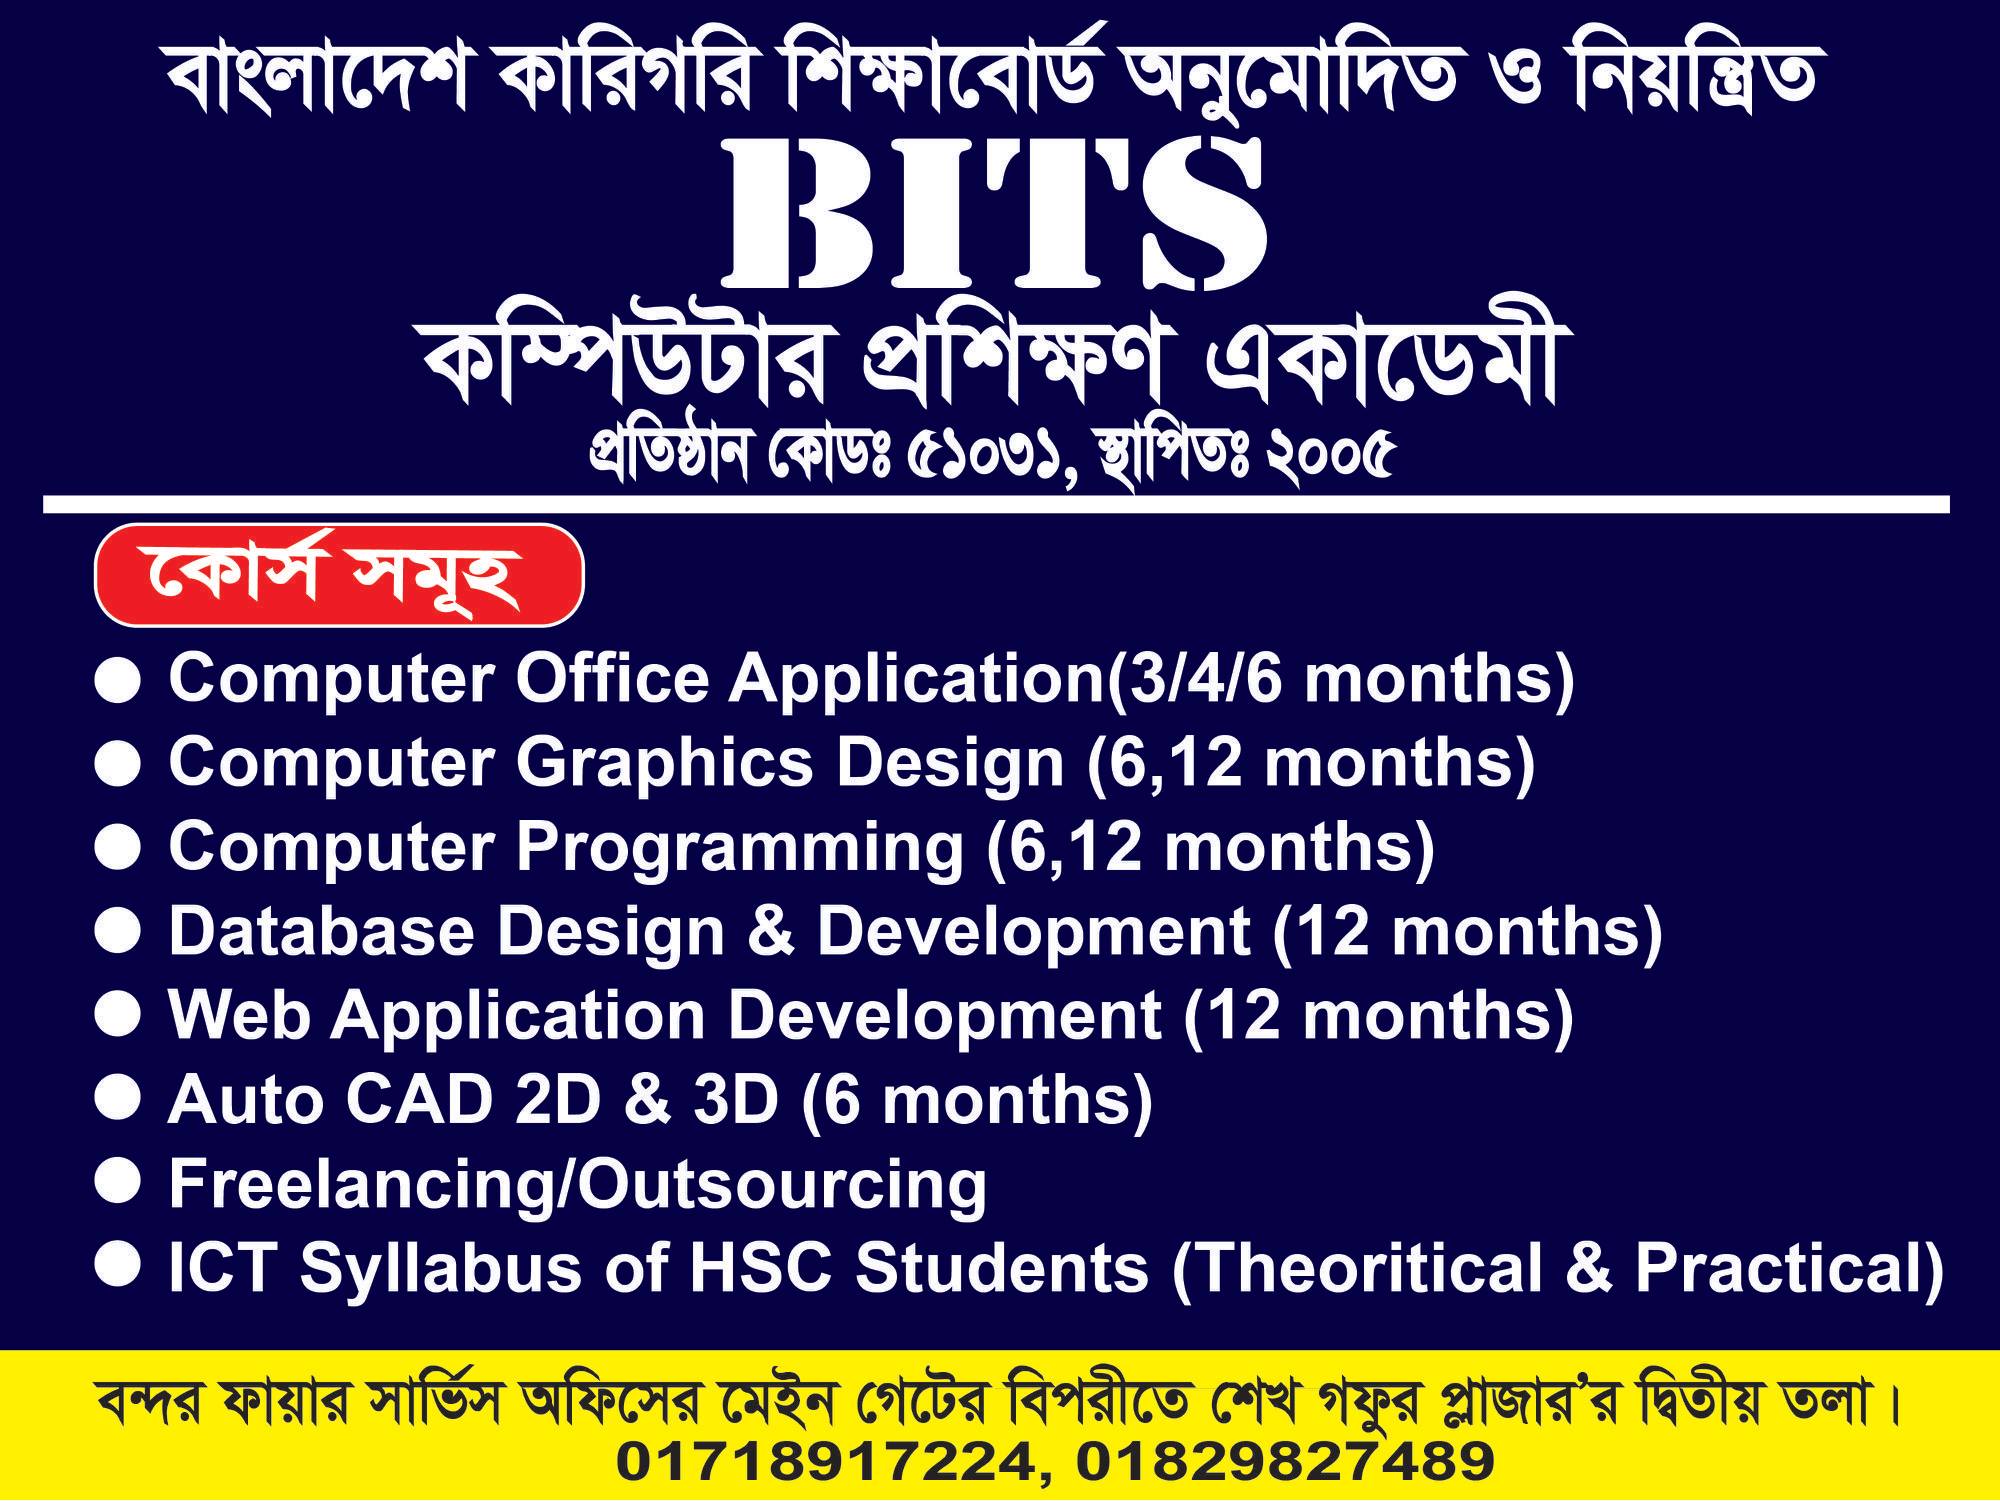 বাংলাদেশ কারিগরি শিক্ষাবোর্ড অনুমোদিত ও নিয়ন্ত্রিত
BITS
কম্পিউটার প্রশিক্ষণ একাডেমী
প্রতিষ্ঠান কোডঃ ৫১০৩১, স্থাপিতঃ ২০০৫
কোর্স সমূহ
● Computer Office Application(3/4/6 months)
● Computer Graphics Design (6,12 months)
● Computer Programming (6,12 months)
● Database Design & Development (12 months)
● Web Application Development (12 months)
● Auto CAD 2D & 3D (6 months)
● Freelancing/Outsourcing
● ICT Syllabus of HSC Students (Theoritical & Practical)
বন্দর ফায়ার সার্ভিস অফিসের মেইন গেটের বিপরীতে শেখ গফুর প্লাজার’র দ্বিতীয় তলা।
01718917224, 01829827489